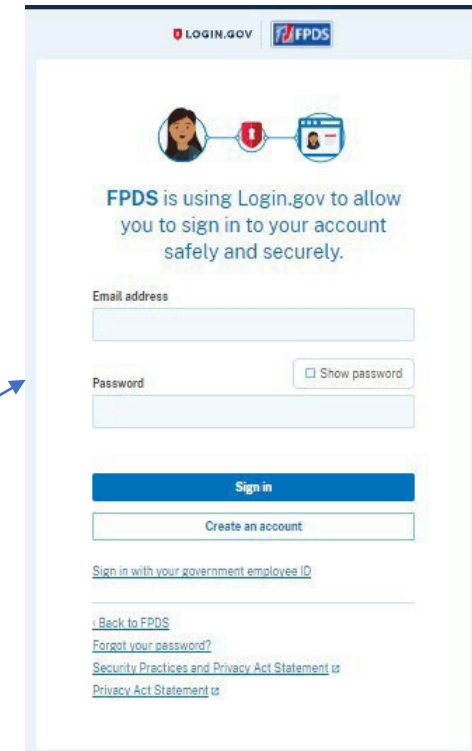 LOGIN.GOV FPDS
FPDS is using Login.gov to allow
you to sign in to your account
safely and securely.
Email address
Show password
Password
Sign in
Create an account
Sign in with your government employee ID
‹ Back to FPDS
Forgot your password?
Security Practices and Privacy Act Statement
Privacy Act Statement